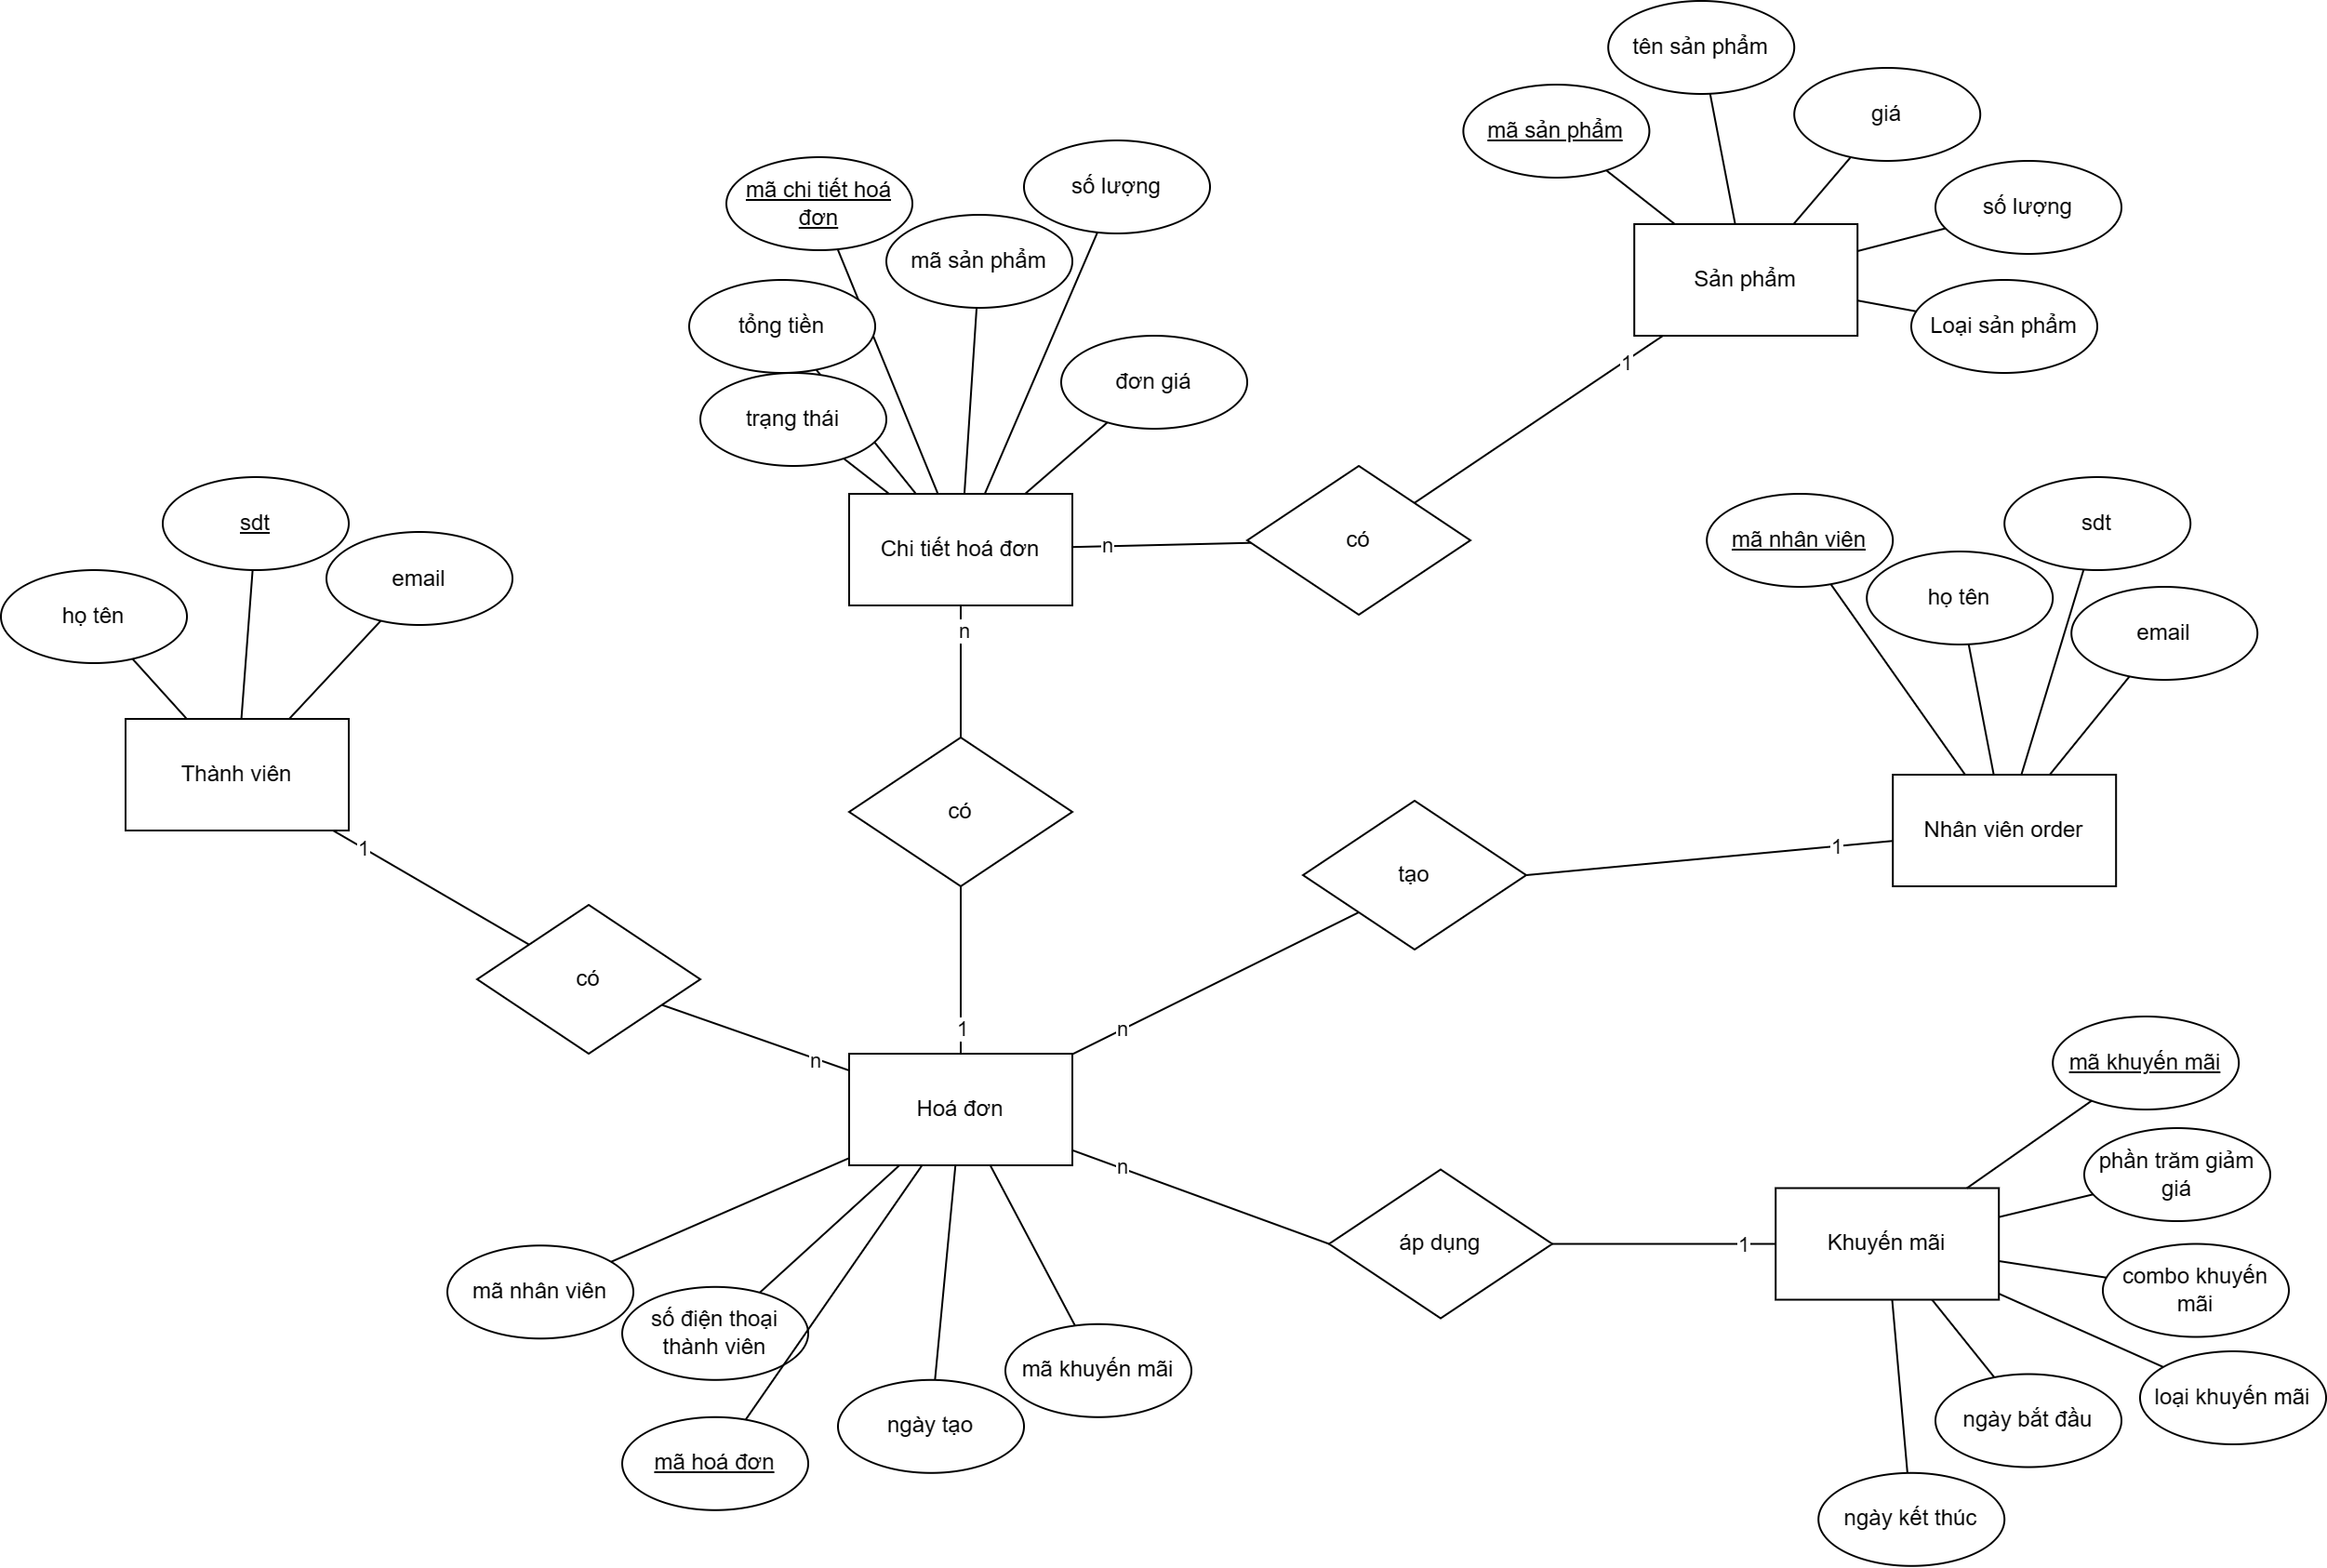 tên sản phẩm
giá
mã sản phẩm
số lượng
mã chi tiết hoá
đơn
số lượng
mã sản phẩm
Sản phẩm
tổng tiền
Loại sản phẩm
1
đơn giá
trạng thái
sdt
email
họ tên
Chi tiết hoá đơn
n
có
mã nhân viên
sdt
họ tên
email
n
Thành viên
1
có
tạo
1
Nhân viên order
có
n
1
n
Hoá đơn
n
áp dụng
1
Khuyến mãi
mã khuyến mãi
phần trăm giảm
giá
combo khuyến
mãi
loại khuyến mãi
ngày bắt đầu
ngày kết thúc
mã nhân viên
số điện thoại
thành viên
mã khuyến mãi
ngày tạo
mã hoá đơn